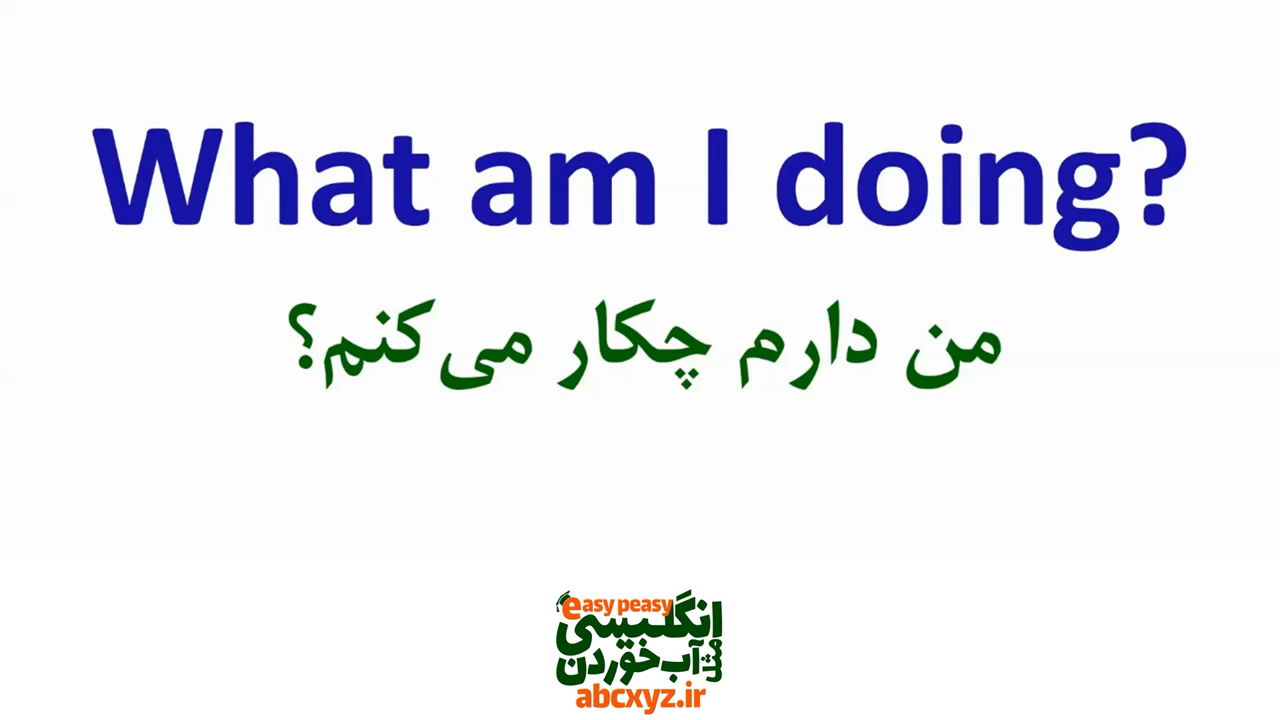 What am I doing?
من دارم چکار می‌کنم؟
easy peasy
انگلیسی
مثل آب خوردن
abcxyz.ir